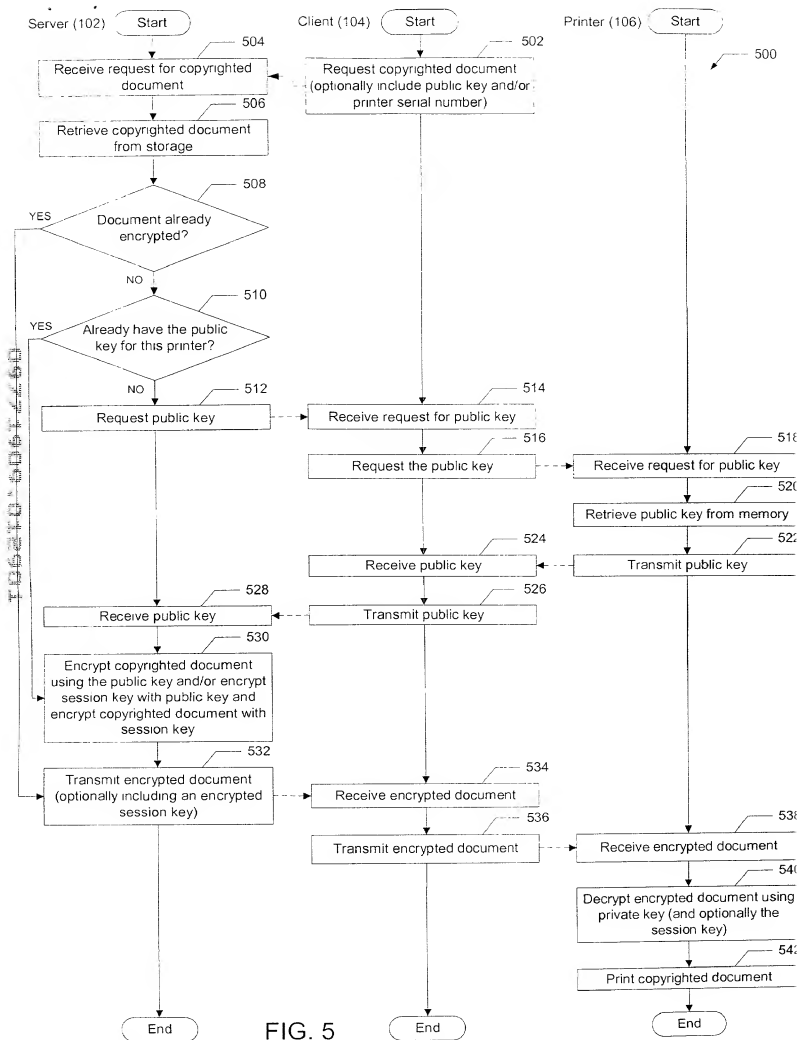 Server (102)
Start
Client (104)
Start
Printer (106)
Start
500
504
Receive request for copyrighted
document
502
Request copyrighted document
(optionally include public key and/or
printer serial number)
506
Retrieve copyrighted document
from storage
508
YES
Document already
encrypted?
NO
510
YES
Already have the public
key for this printer?
NO
512
Request public key
514
Receive request for public key
516
Request the public key
518
Receive request for public key
520
Retrieve public key from memory
522
Transmit public key
524
Receive public key
526
Transmit public key
528
Receive public key
530
Encrypt copyrighted document
using the public key and/or encrypt
session key with public key and
encrypt copyrighted document with
session key
532
Transmit encrypted document
(optionally including an encrypted
session key)
534
Receive encrypted document
536
Transmit encrypted document
538
Receive encrypted document
540
Decrypt encrypted document using
private key (and optionally the
session key)
542
Print copyrighted document
End
FIG. 5
End
End